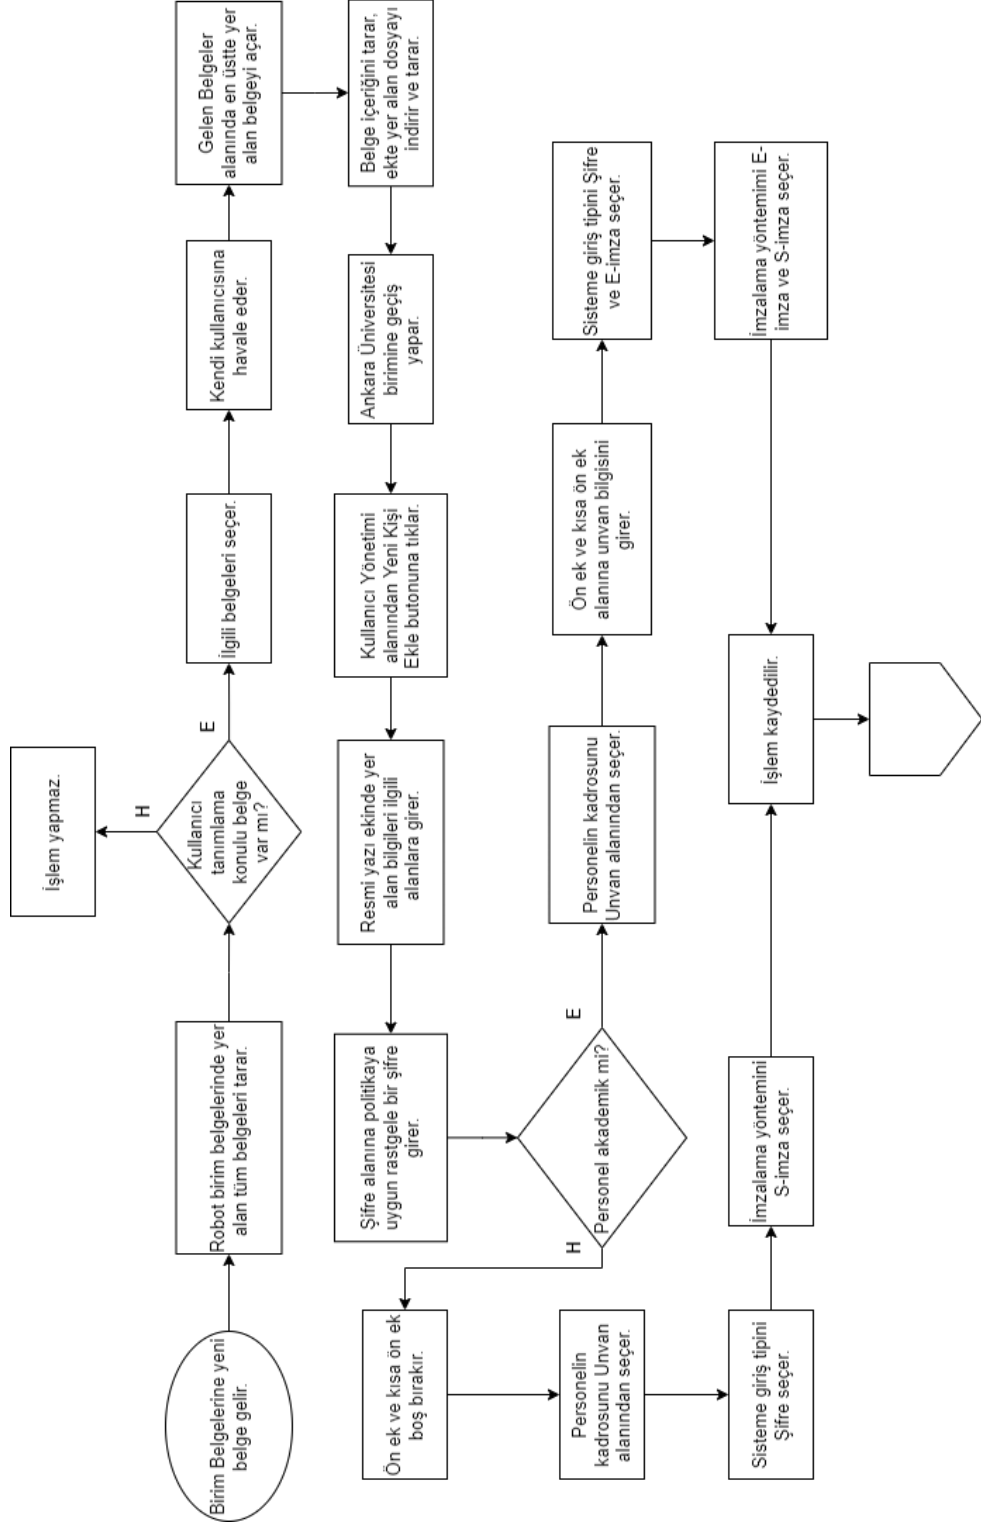 Birim Belgelerine yeni
belge gelir.
Robot birim belgelerinde yer
alan tüm belgeleri tarar.
Kullanıcı
tanımlama
konulu belge
var mı?
H
İşlem yapmaz.
E
İlgili belgeleri seçer.
Kendi kullanıcısına
havale eder.
Gelen Belgeler
alanında en üstte yer
alan belgeyi açar.
Belge içeriğini tarar,
ekte yer alan dosyayı
indirir ve tarar.
Ankara Üniversitesi
birimine geçiş
yapar.
Kullanıcı Yönetimi
alanından Yeni Kişi
Ekle butonuna tıklar.
Resmi yazı ekinde yer
alan bilgileri ilgili
alanlara girer.
Şifre alanına politikaya
uygun rastgele bir şifre
girer.
Personel akademik mi?
H
Ön ek ve kısa ön ek
boş bırakır.
Personelin
kadrosunu Unvan
alanından seçer.
Sisteme giriş tipini
Şifre seçer.
İmzalama yöntemini
S-imza seçer.
E
Personelin kadrosunu
Unvan alanından seçer.
Ön ek ve kısa ön ek
alanına unvan bilgisini
girer.
Sisteme giriş tipini Şifre
ve E-imza seçer.
İmzalama yöntemimi E-
imza ve S-imza seçer.
İşlem kaydedilir.